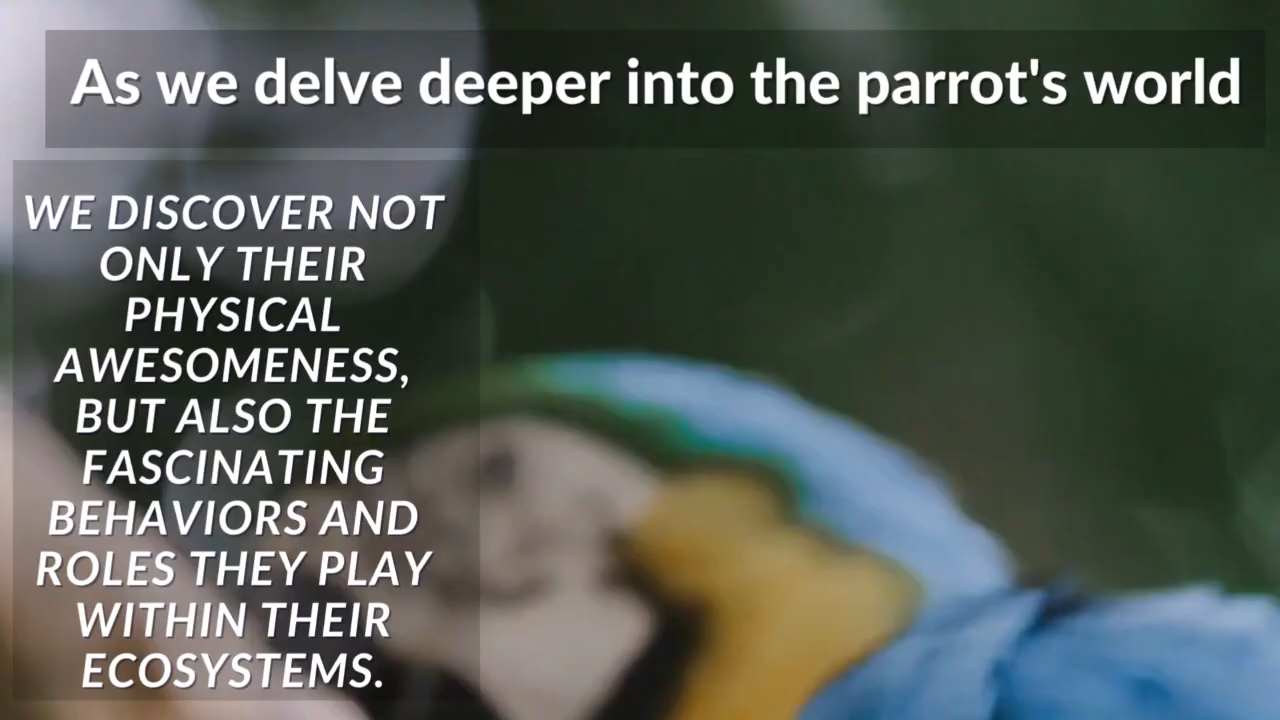 As we delve deeper into the parrot's world
WE DISCOVER NOT
ONLY THEIR
PHYSICAL
AWESOMENESS,
BUT ALSO THE
FASCINATING
BEHAVIORS AND
ROLES THEY PLAY
WITHIN THEIR
ECOSYSTEMS.